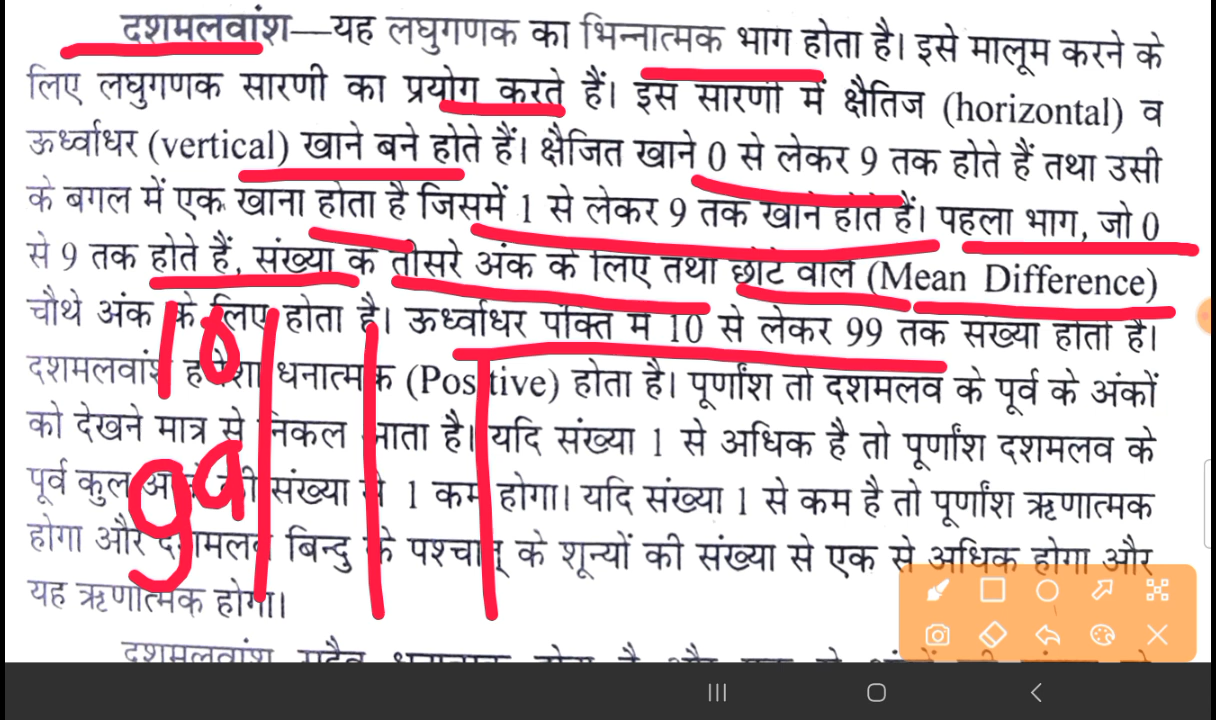 दशमलवांश—यह लघुगणक का भिन्नात्मक भाग होता है। इसे मालूम करने के
लिए लघुगणक सारणी का प्रयोग करते हैं। इस सारणी में क्षैतिज (horizontal) व
ऊर्ध्वाधर (vertical) खाने बने होते हैं। क्षैजित खाने 0 से लेकर 9 तक होते हैं तथा उसी
के बगल में एक खाना होता है जिसमें 1 से लेकर 9 तक खाने होते हैं। पहला भाग, जो 0
से 9 तक होते हैं, संख्या के तीसरे अंक के लिए तथा छोटे वाले (Mean Difference)
चौथे अंक के लिए होता है। ऊर्ध्वाधर पंक्ति में 10 से लेकर 99 तक संख्या होती है।
10
दशमलवांश हमेशा धनात्मक (Positive) होता है। पूर्णांश तो दशमलव के पूर्व के अंकों
को देखने मात्र से निकल आता है। यदि संख्या 1 से अधिक है तो पूर्णांश दशमलव के
99
पूर्व कुल अंकों की संख्या से 1 कम होगा। यदि संख्या 1 से कम है तो पूर्णांश ऋणात्मक
होगा और दशमलव बिन्दु के पश्चात् के शून्यों की संख्या से एक से अधिक होगा और
यह ऋणात्मक होगा।
दशमलवांश